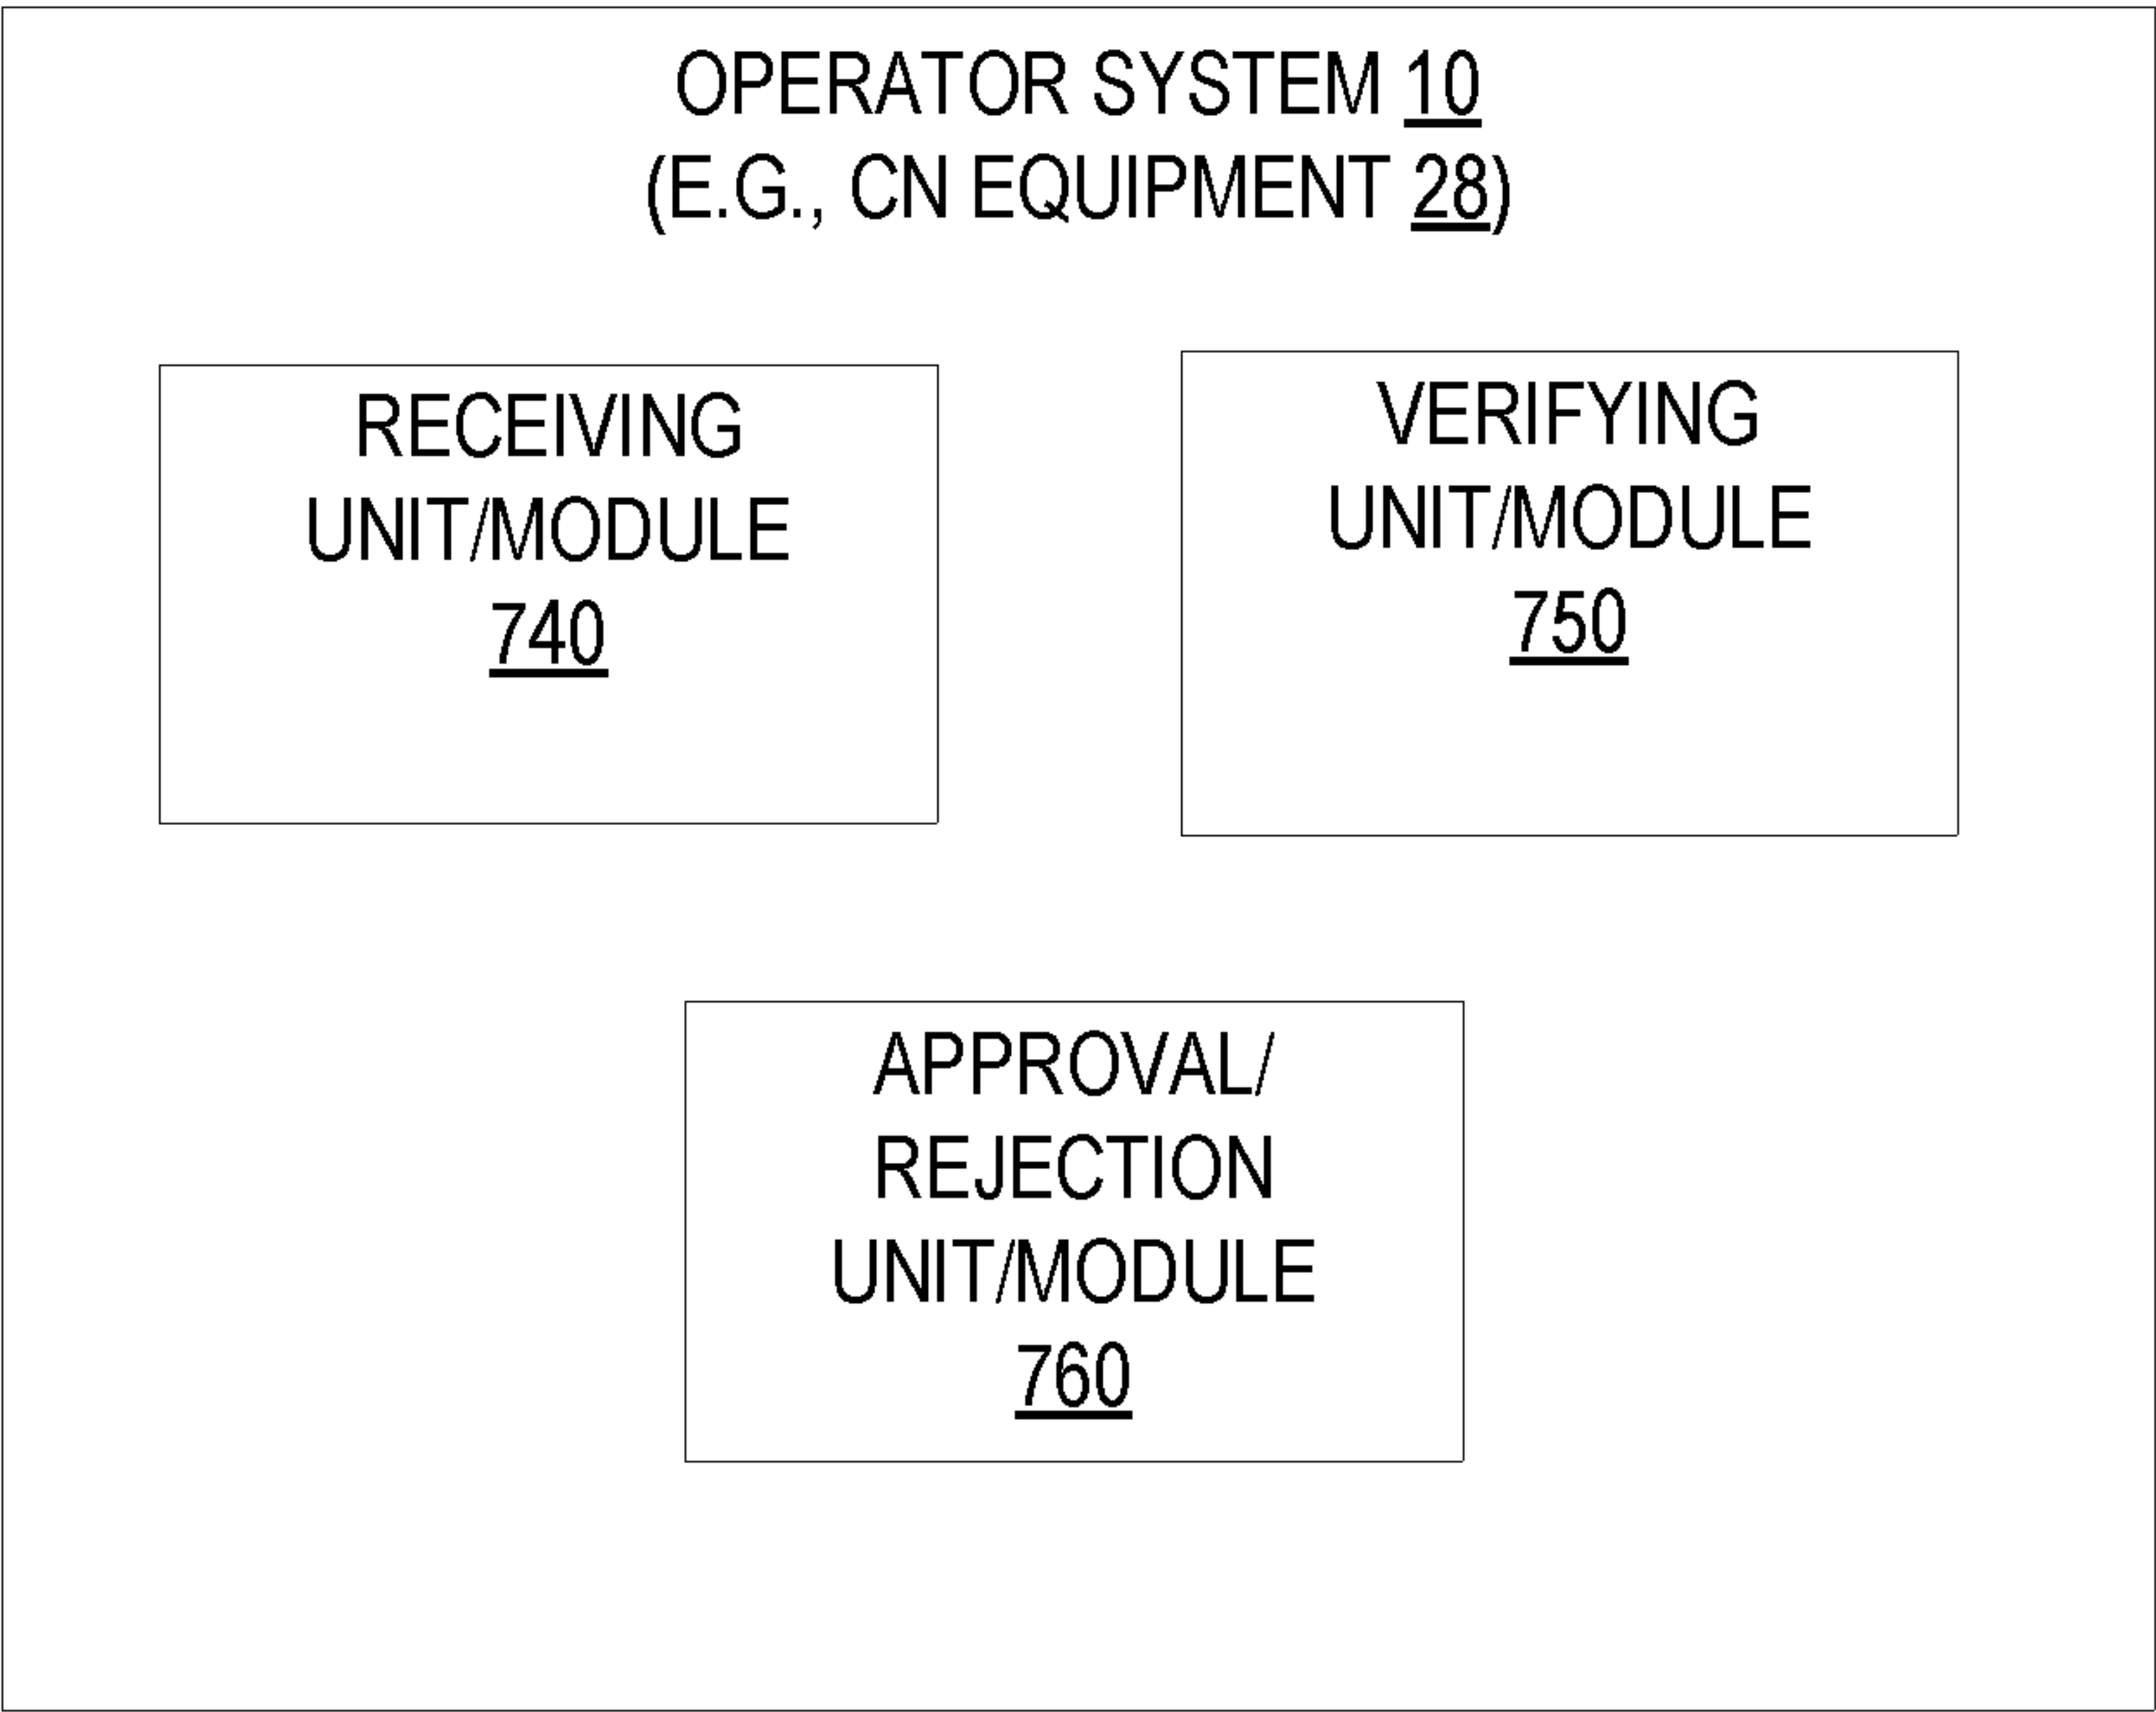 OPERATOR SYSTEM 10
(E.G., CN EQUIPMENT 28)
RECEIVING
UNIT/MODULE
740
VERIFYING
UNIT/MODULE
750
APPROVAL/
REJECTION
UNIT/MODULE
760